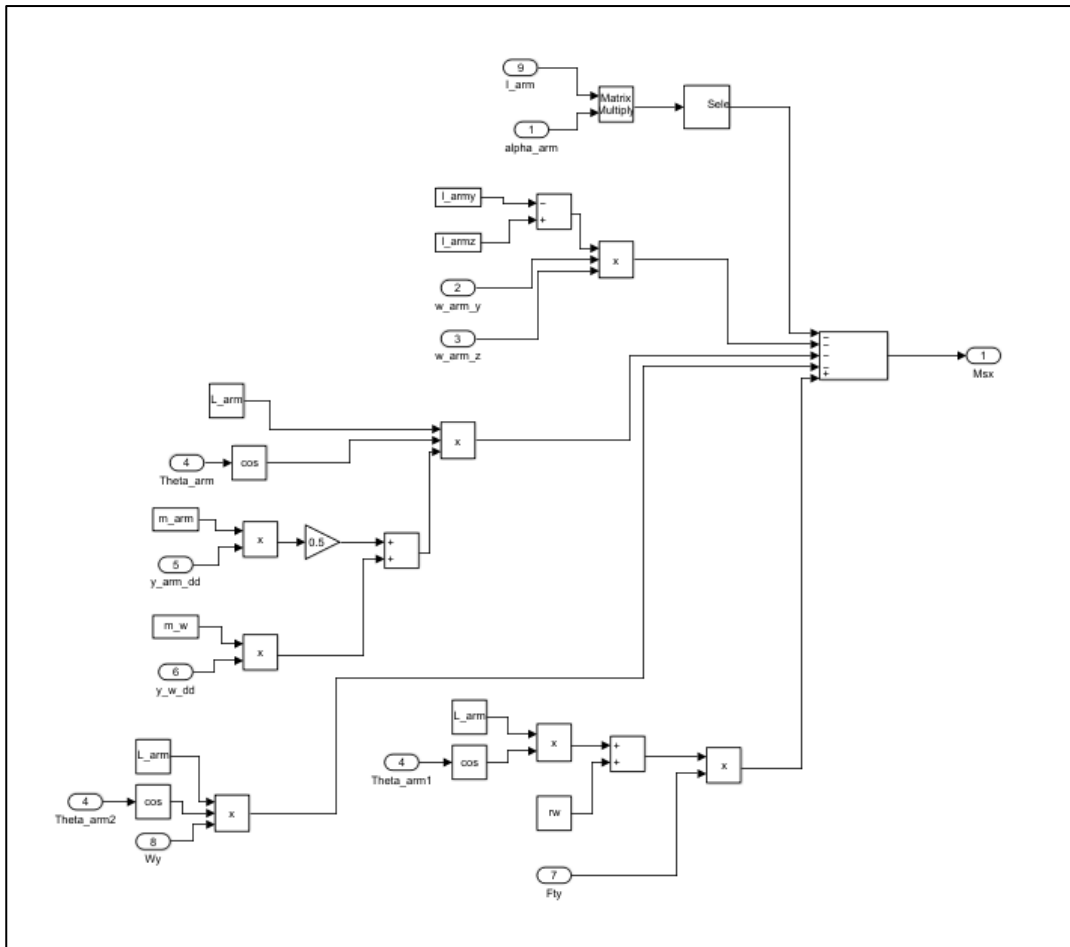 9
I_arm
Matrix
Multiply
Sele
1
alpha_arm
I_army
−
+
I_armz
x
2
w_arm_y
3
w_arm_z
−
−
−
−
+
1
Msx
L_arm
x
4
cos
Theta_arm
m_arm
x
0.5
+
+
5
y_arm_dd
m_w
x
6
y_w_dd
L_arm
x
+
+
x
4
cos
Theta_arm1
rw
L_arm
4
cos
x
Theta_arm2
8
Wy
7
Fty